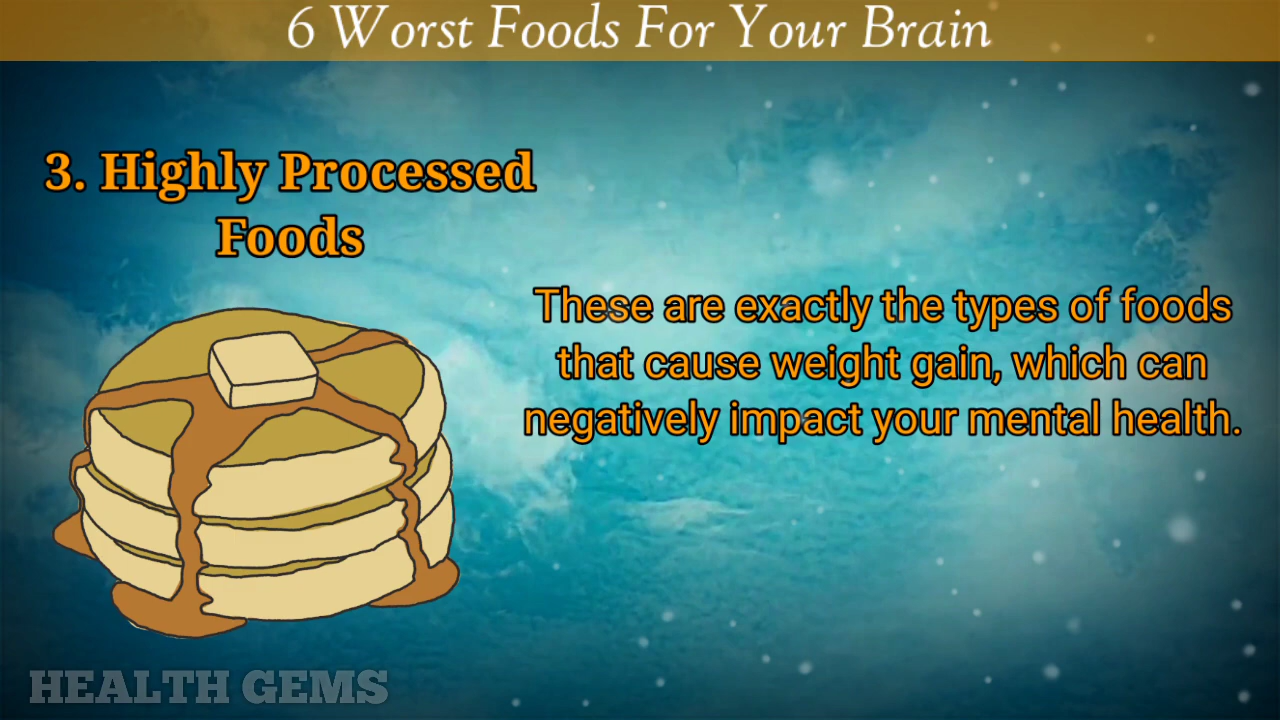 6 Worst Foods For Your Brain
3. Highly Processed
Foods
These are exactly the types of foods
that cause weight gain, which can
negatively impact your mental health.
HEALTH GEMS